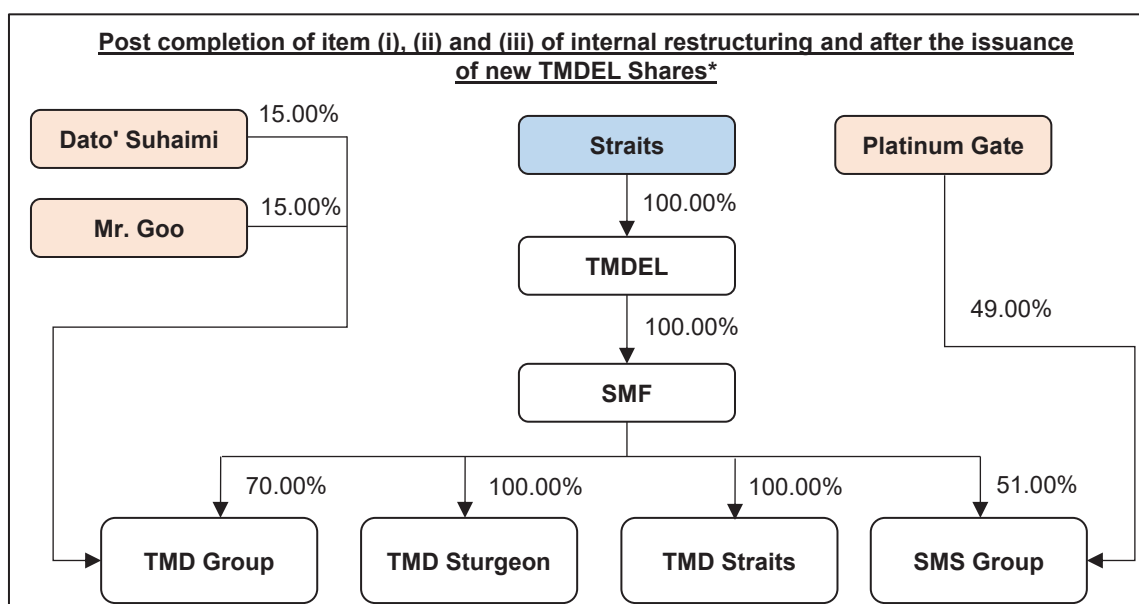 Post completion of item (i), (ii) and (iii) of internal restructuring and after the issuance
of new TMDEL Shares*
15.00%
Dato' Suhaimi
Straits
Platinum Gate
15.00%
100.00%
Mr. Goo
TMDEL
49.00%
100.00%
SMF
70.00%
100.00%
100.00%
51.00%
TMD Group
TMD Sturgeon
TMD Straits
SMS Group